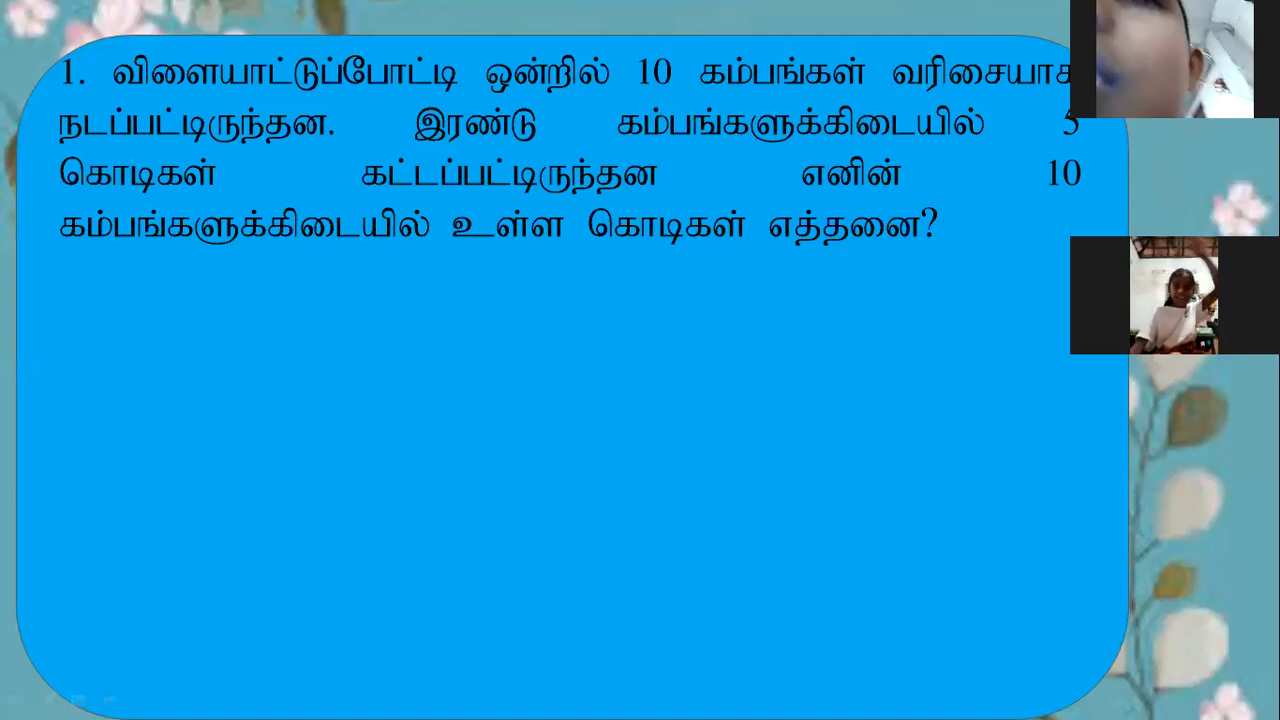 1. விளையாட்டுப்போட்டி ஒன்றில் 10 கம்பங்கள் வரிசையாக
நடப்பட்டிருந்தன. இரண்டு கம்பங்களுக்கிடையில் 5
கொடிகள் கட்டப்பட்டிருந்தன எனின் 10
கம்பங்களுக்கிடையில் உள்ள கொடிகள் எத்தனை?